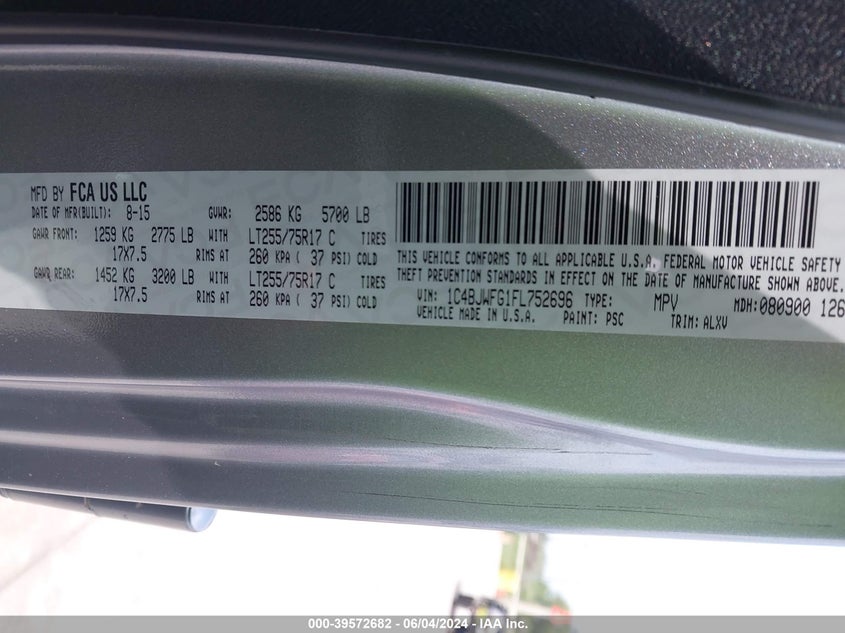 MFD BY FCA US LLC
DATE OF MFR(BUILT): 8-15 GVWR: 2586 KG 5700 LB
GAWR FRONT: 1259 KG 2775 LB WITH LT255/75R17 C TIRES
17X7.5 RIMS AT 260 KPA ( 37 PSI) COLD
GAWR REAR: 1452 KG 3200 LB WITH LT255/75R17 C TIRES
17X7.5 RIMS AT 260 KPA ( 37 PSI) COLD
THIS VEHICLE CONFORMS TO ALL APPLICABLE U.S.A. FEDERAL MOTOR VEHICLE SAFETY
THEFT PREVENTION STANDARDS IN EFFECT ON THE DATE OF MANUFACTURE SHOWN ABOVE.
VIN: 1C4BJWFG1FL752696 TYPE: MPV MDH:080900 126
VEHICLE MADE IN U.S.A. PAINT: PSC TRIM: ALXV
000-39572682 - 06/04/2024 - IAA Inc.